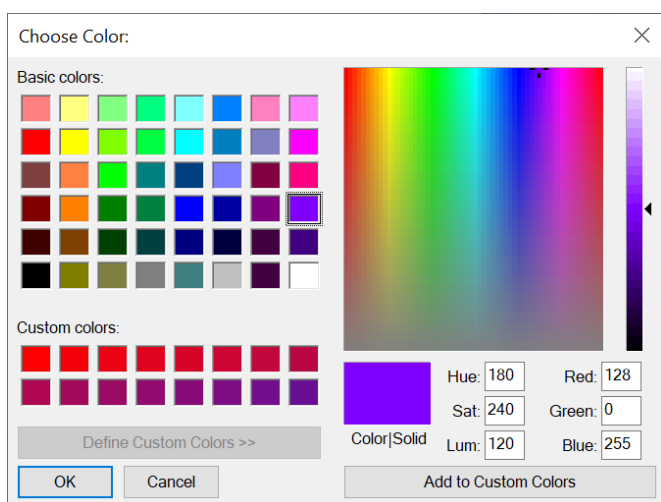 Choose Color:
Basic colors:
Custom colors:
Define Custom Colors >>
OK
Cancel
Hue: 180
Red: 128
Sat: 240
Green: 0
Color|Solid
Lum: 120
Blue: 255
Add to Custom Colors